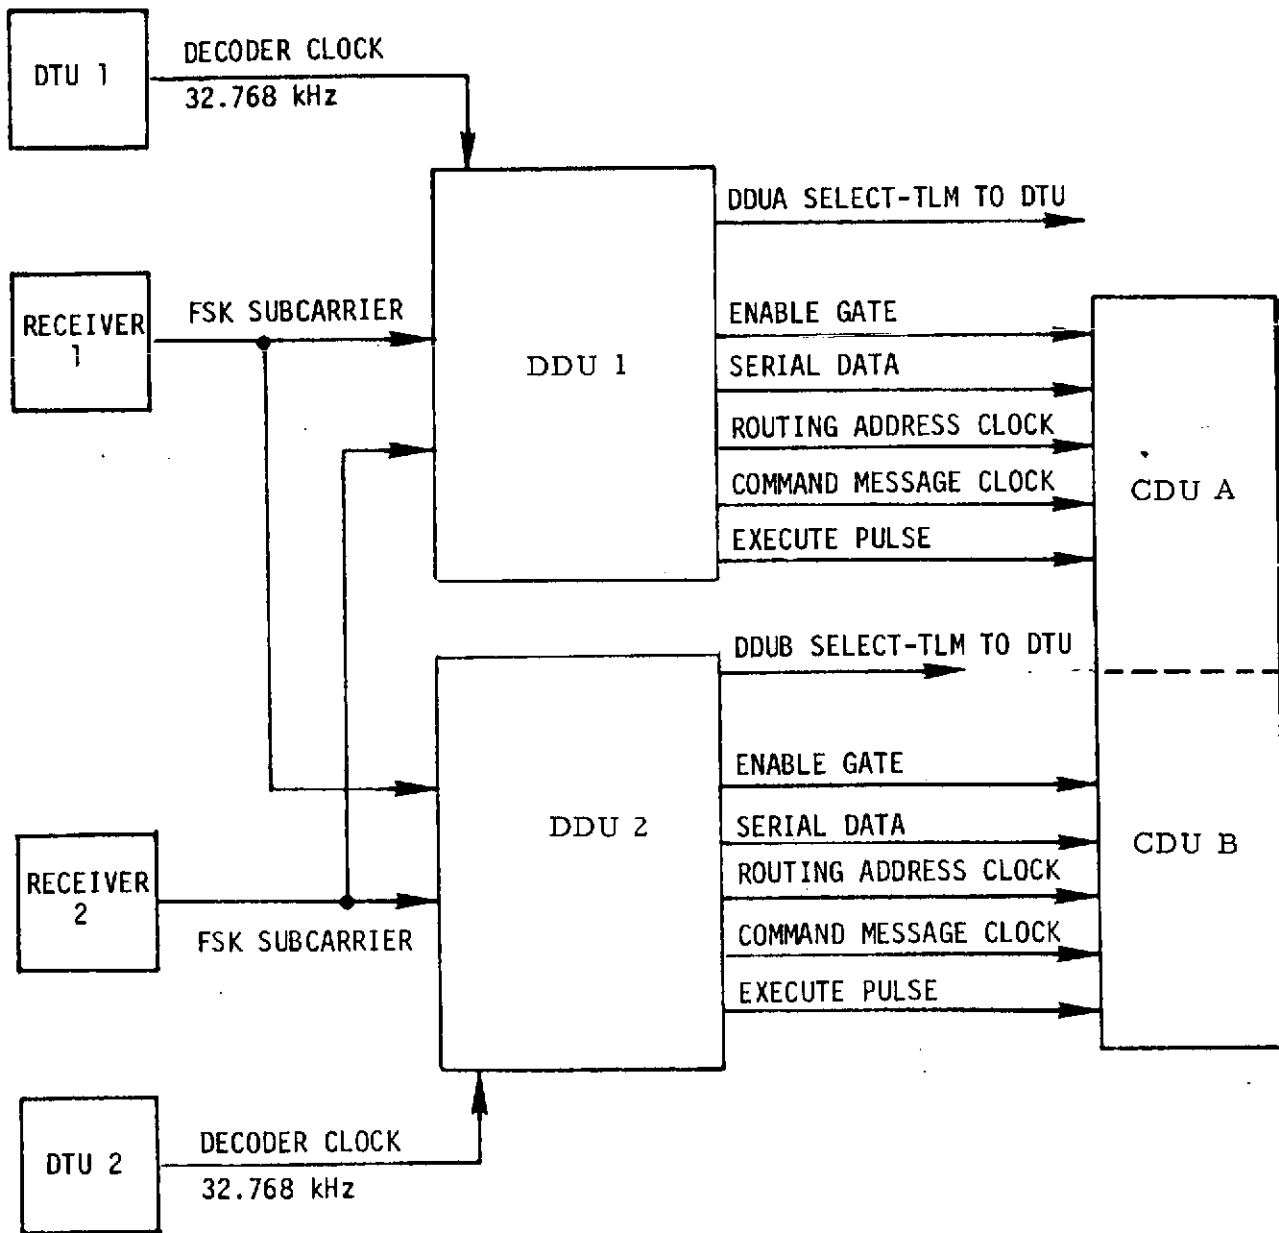 DTU 1
DECODER CLOCK
32.768 kHz
DDUA SELECT-TLM TO DTU
RECEIVER
1
FSK SUBCARRIER
DDU 1
ENABLE GATE
SERIAL DATA
ROUTING ADDRESS CLOCK
COMMAND MESSAGE CLOCK
EXECUTE PULSE
CDU A
DDUB SELECT-TLM TO DTU
DDU 2
ENABLE GATE
SERIAL DATA
ROUTING ADDRESS CLOCK
COMMAND MESSAGE CLOCK
EXECUTE PULSE
CDU B
RECEIVER
2
FSK SUBCARRIER
DTU 2
DECODER CLOCK
32.768 kHz